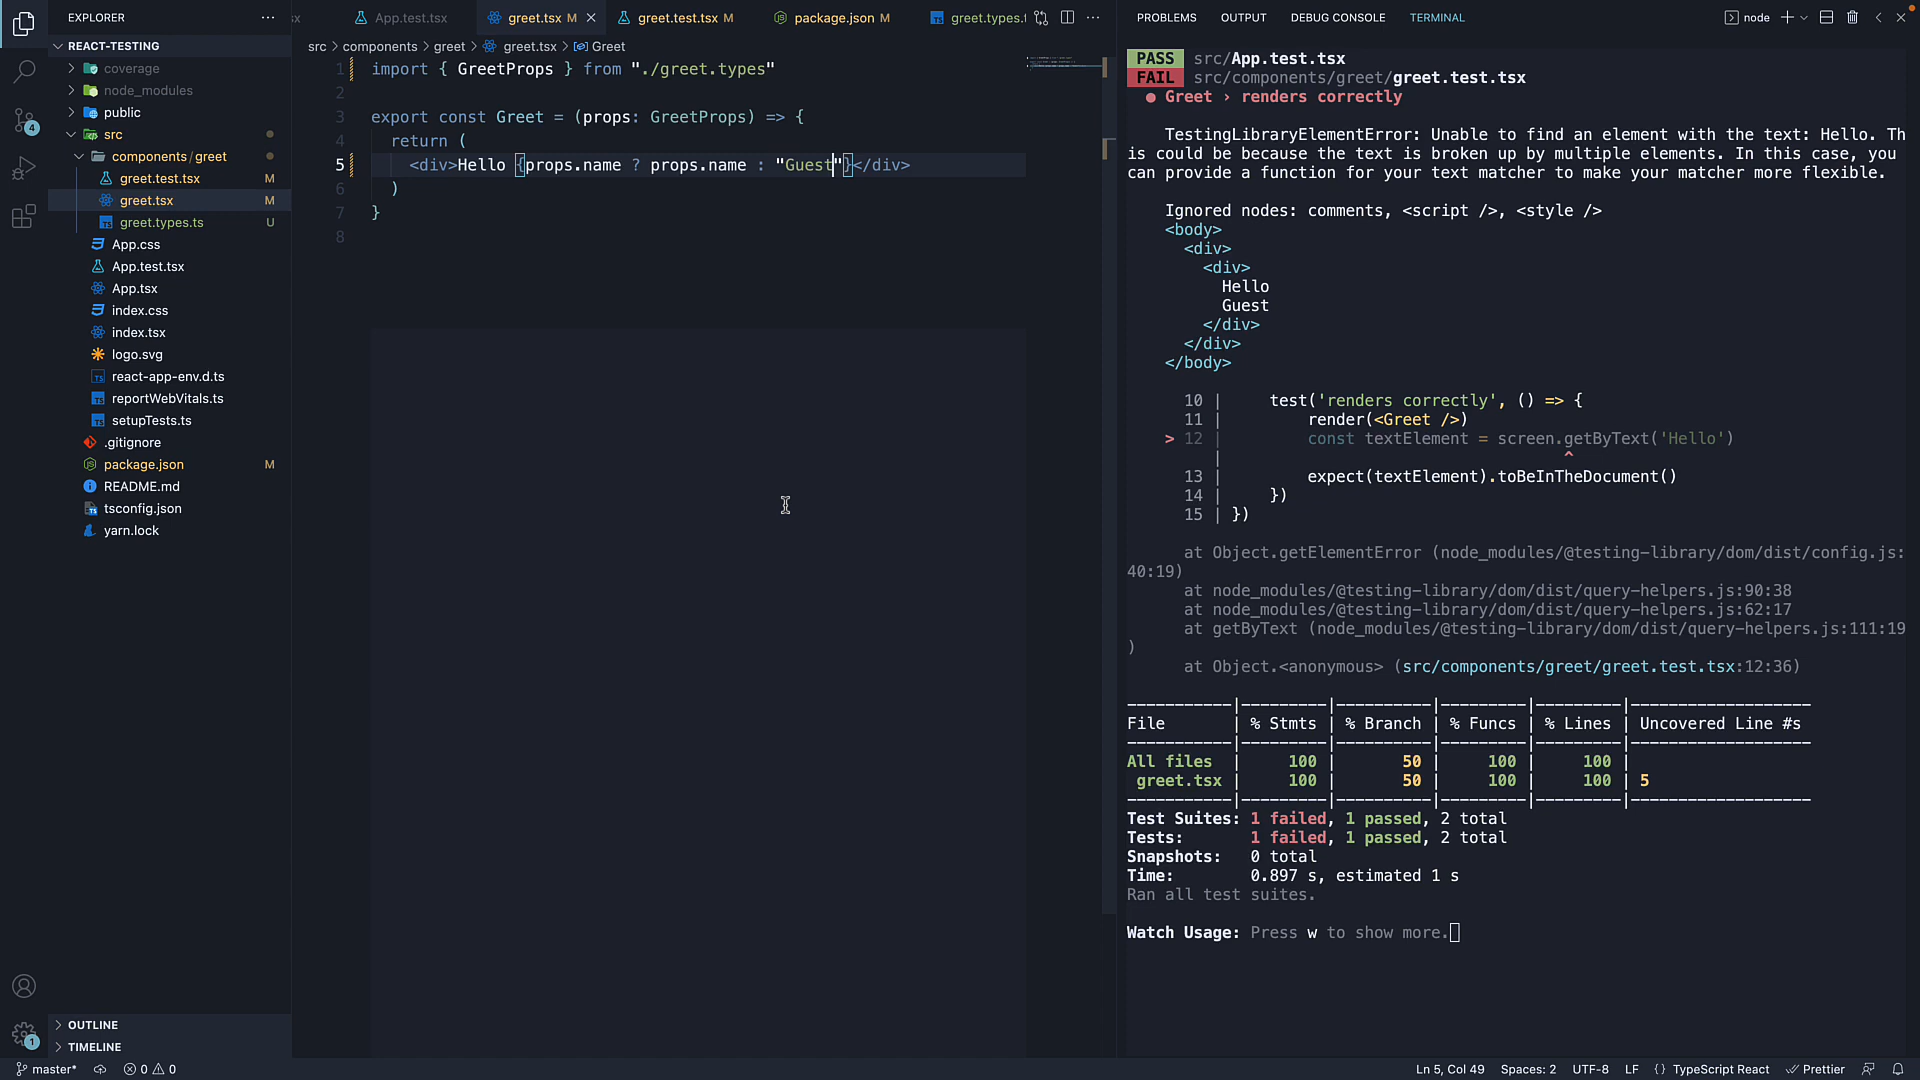 EXPLORER
REACT-TESTING
coverage
node_modules
public
src
components/greet
greet.test.tsx M
greet.tsx M
greet.types.ts U
App.css
App.test.tsx
App.tsx
index.css
index.tsx
logo.svg
react-app-env.d.ts
reportWebVitals.ts
setupTests.ts
.gitignore
package.json M
README.md
tsconfig.json
yarn.lock
OUTLINE
TIMELINE
4
1
App.test.tsx greet.tsx M greet.test.tsx M package.json M greet.types.t
src > components > greet > greet.tsx > Greet
1 import { GreetProps } from "./greet.types"
2
3 export const Greet = (props: GreetProps) => {
4 return (
5 <div>Hello {props.name ? props.name : "Guest"}</div>
6 )
7 }
8
PROBLEMS OUTPUT DEBUG CONSOLE TERMINAL node
PASS src/App.test.tsx
FAIL src/components/greet/greet.test.tsx
● Greet › renders correctly
TestingLibraryElementError: Unable to find an element with the text: Hello. Th
is could be because the text is broken up by multiple elements. In this case, you
can provide a function for your text matcher to make your matcher more flexible.
Ignored nodes: comments, <script />, <style />
<body>
<div>
<div>
Hello
Guest
</div>
</div>
</body>
10 | test('renders correctly', () => {
11 | render(<Greet />)
> 12 | const textElement = screen.getByText('Hello')
| ^
13 | expect(textElement).toBeInTheDocument()
14 | })
15 | })
at Object.getElementError (node_modules/@testing-library/dom/dist/config.js:
40:19)
at node_modules/@testing-library/dom/dist/query-helpers.js:90:38
at node_modules/@testing-library/dom/dist/query-helpers.js:62:17
at getByText (node_modules/@testing-library/dom/dist/query-helpers.js:111:19
)
at Object.<anonymous> (src/components/greet/greet.test.tsx:12:36)
-----------|---------|----------|---------|---------|-------------------
File | % Stmts | % Branch | % Funcs | % Lines | Uncovered Line #s
-----------|---------|----------|---------|---------|-------------------
All files | 100 | 50 | 100 | 100 |
greet.tsx | 100 | 50 | 100 | 100 | 5
-----------|---------|----------|---------|---------|-------------------
Test Suites: 1 failed, 1 passed, 2 total
Tests: 1 failed, 1 passed, 2 total
Snapshots: 0 total
Time: 0.897 s, estimated 1 s
Ran all test suites.
Watch Usage: Press w to show more.
master* 0 0 Ln 5, Col 49 Spaces: 2 UTF-8 LF {} TypeScript React Prettier